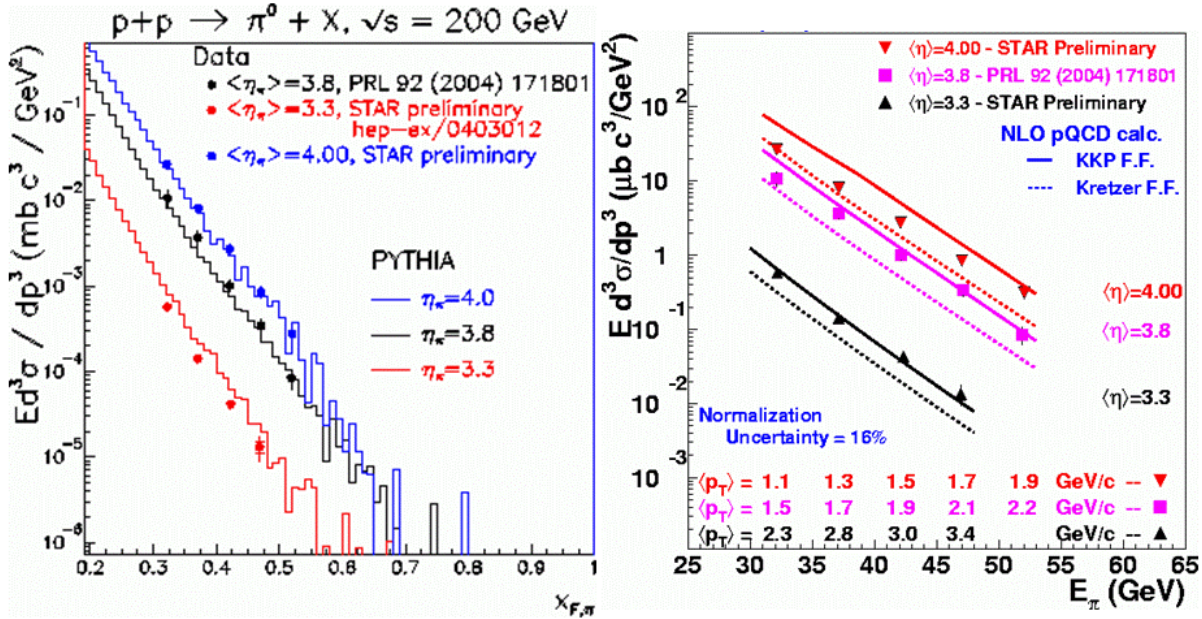 p+p → π⁰ + X, √s = 200 GeV
Data
<η_π>=3.8, PRL 92 (2004) 171801
<η_π>=3.3, STAR preliminary
hep-ex/0403012
<η_π>=4.00, STAR preliminary
PYTHIA
η_π=4.0
η_π=3.8
η_π=3.3
Ed³σ / dp³ (mb c³ / GeV²)
10⁻¹
10⁻²
10⁻³
10⁻⁴
10⁻⁵
10⁻⁶
0.2 0.3 0.4 0.5 0.6 0.7 0.8 0.9 1
x_F,π
⟨η⟩=4.00 - STAR Preliminary
⟨η⟩=3.8 - PRL 92 (2004) 171801
⟨η⟩=3.3 - STAR Preliminary
NLO pQCD calc.
KKP F.F.
Kretzer F.F.
E d³σ/dp³ (μb c³/GeV²)
10²
10
1
10⁻¹
10⁻²
10
⟨η⟩=4.00
⟨η⟩=3.8
⟨η⟩=3.3
Normalization
Uncertainty = 16%
⟨p_T⟩ = 1.1 1.3 1.5 1.7 1.9 GeV/c --
⟨p_T⟩ = 1.5 1.7 1.9 2.1 2.2 GeV/c --
⟨p_T⟩ = 2.3 2.8 3.0 3.4 GeV/c --
25 30 35 40 45 50 55 60 65
E_π (GeV)